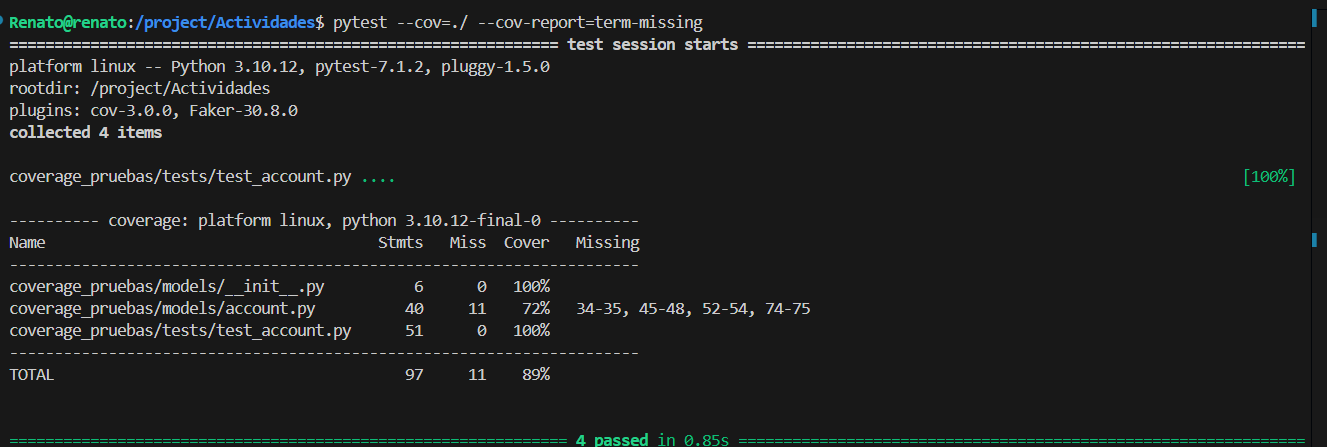 Renato@renato:/project/Actividades$ pytest --cov=./ --cov-report=term-missing
============================================================= test session starts ==============================================================
platform linux -- Python 3.10.12, pytest-7.1.2, pluggy-1.5.0
rootdir: /project/Actividades
plugins: cov-3.0.0, Faker-30.8.0
collected 4 items
coverage_pruebas/tests/test_account.py .... [100%]
---------- coverage: platform linux, python 3.10.12-final-0 ----------
Name Stmts Miss Cover Missing
----------------------------------------------------------------------
coverage_pruebas/models/__init__.py 6 0 100%
coverage_pruebas/models/account.py 40 11 72% 34-35, 45-48, 52-54, 74-75
coverage_pruebas/tests/test_account.py 51 0 100%
----------------------------------------------------------------------
TOTAL 97 11 89%
============================================================== 4 passed in 0.85s ===============================================================